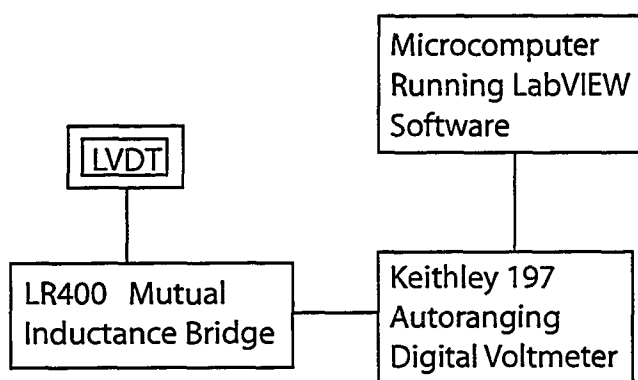 Microcomputer
Running LabVIEW
Software
LVDT
LR400 Mutual
Inductance Bridge
Keithley 197
Autoranging
Digital Voltmeter